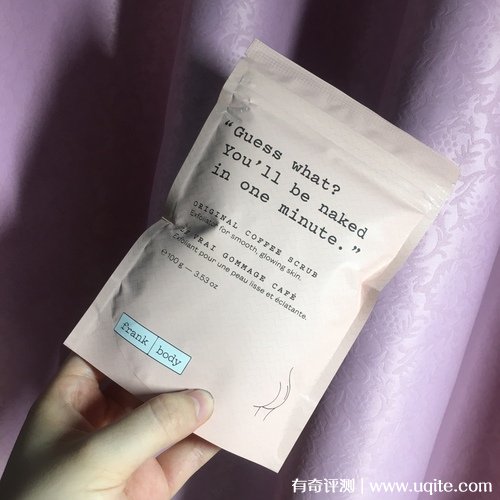 “Guess what?
You’ll be naked
in one minute.”
ORIGINAL COFFEE SCRUB
Exfoliator for smooth, glowing skin.
VRAI GOMMAGE CAFÉ
Exfoliant pour une peau lisse et éclatante.
℮100 g — 3.53 oz
frank body
有奇评测 | www.uqite.com